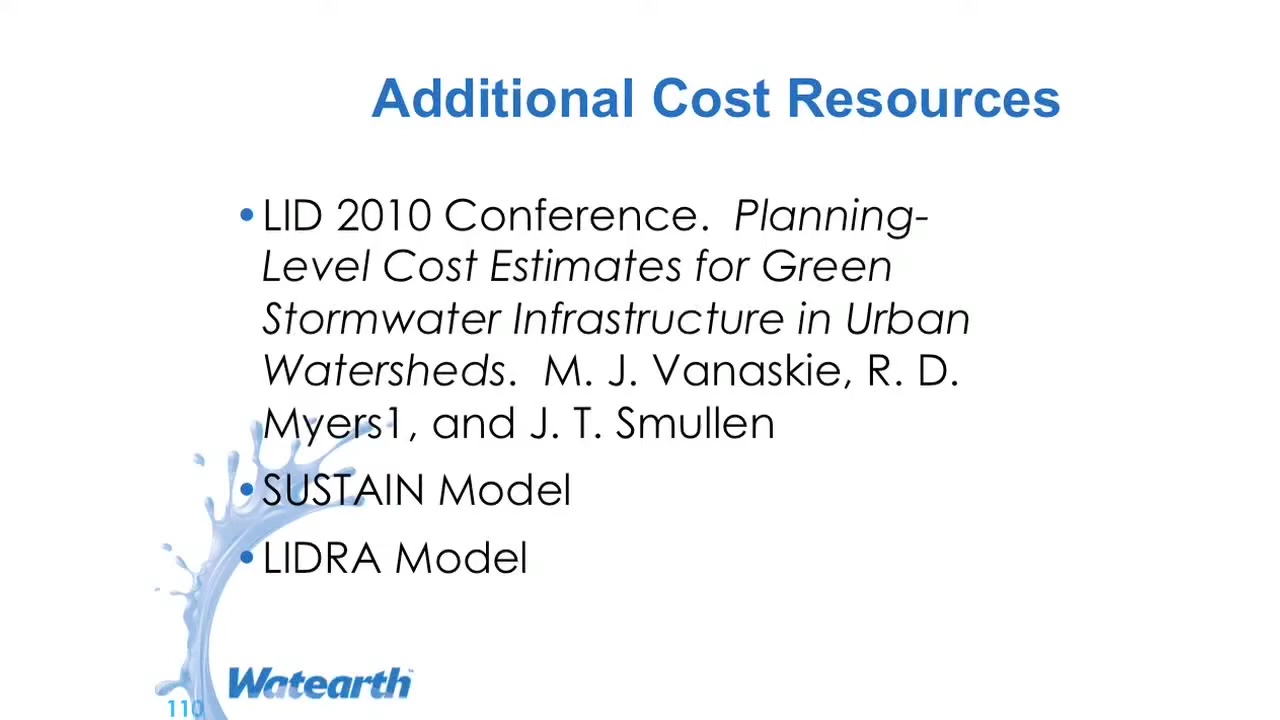 Additional Cost Resources
•LID 2010 Conference. Planning-
Level Cost Estimates for Green
Stormwater Infrastructure in Urban
Watersheds. M. J. Vanaskie, R. D.
Myers1, and J. T. Smullen
•SUSTAIN Model
•LIDRA Model
Watearth™
110